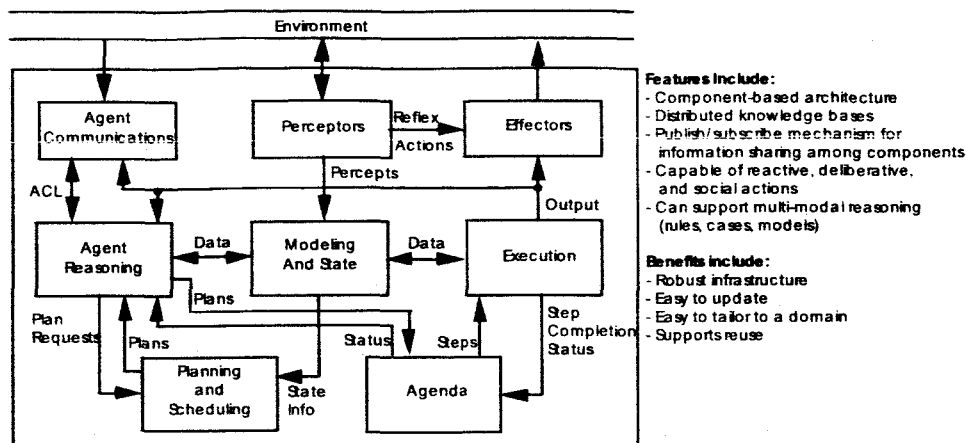 Environment
Agent
Communications
Perceptors
Reflex
Actions
Effectors
ACL
Percepts
Output
Agent
Reasoning
Data
Modeling
And State
Data
Execution
Plans
Plan
Requests
Plans
Status
Steps
Step
Completion
Status
Planning
and
Scheduling
State
Info
Agenda
Features Include:
- Component-based architecture
- Distributed knowledge bases
- Publish/subscribe mechanism for
information sharing among components
- Capable of reactive, deliberative,
and social actions
- Can support multi-modal reasoning
(rules, cases, models)
Benefits include:
- Robust infrastructure
- Easy to update
- Easy to tailor to a domain
- Supports reuse